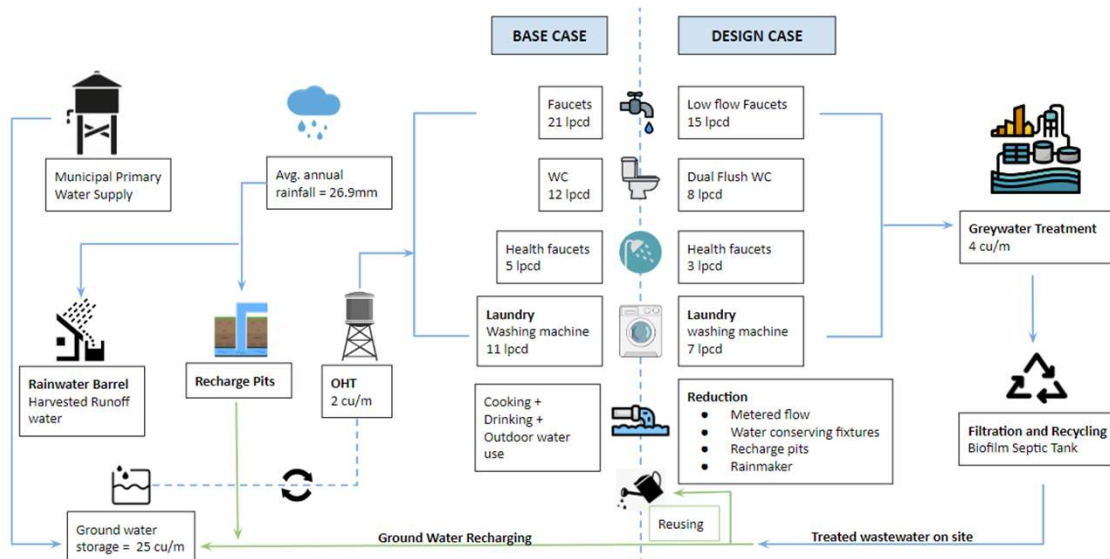 BASE CASE
DESIGN CASE
Municipal Primary
Water Supply
Avg. annual
rainfall = 26.9mm
Faucets
21 lpcd
Low flow Faucets
15 lpcd
WC
12 lpcd
Dual Flush WC
8 lpcd
Health faucets
5 lpcd
Health faucets
3 lpcd
Laundry
Washing machine
11 lpcd
Laundry
washing machine
7 lpcd
Greywater Treatment
4 cu/m
Rainwater Barrel
Harvested Runoff
water
Recharge Pits
OHT
2 cu/m
Cooking +
Drinking +
Outdoor water
use
Reduction
● Metered flow
● Water conserving fixtures
● Recharge pits
● Rainmaker
Filtration and Recycling
Biofilm Septic Tank
Reusing
Ground water
storage = 25 cu/m
Ground Water Recharging
Treated wastewater on site